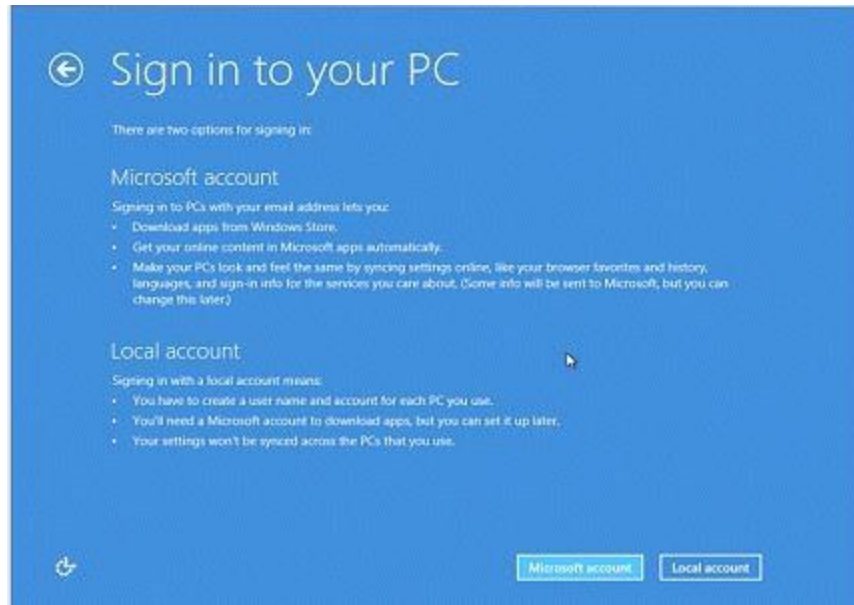 Sign in to your PC
There are two options for signing in:
Microsoft account
Signing in to PCs with your email address lets you:
• Download apps from Windows Store.
• Get your online content in Microsoft apps automatically.
• Make your PCs look and feel the same by syncing settings online, like your browser favorites and history,
languages, and sign-in info for the services you care about. (Some info will be sent to Microsoft, but you can
change this later.)
Local account
Signing in with a local account means:
• You have to create a user name and account for each PC you use.
• You'll need a Microsoft account to download apps, but you can set it up later.
• Your settings won't be synced across the PCs that you use.
Microsoft account Local account